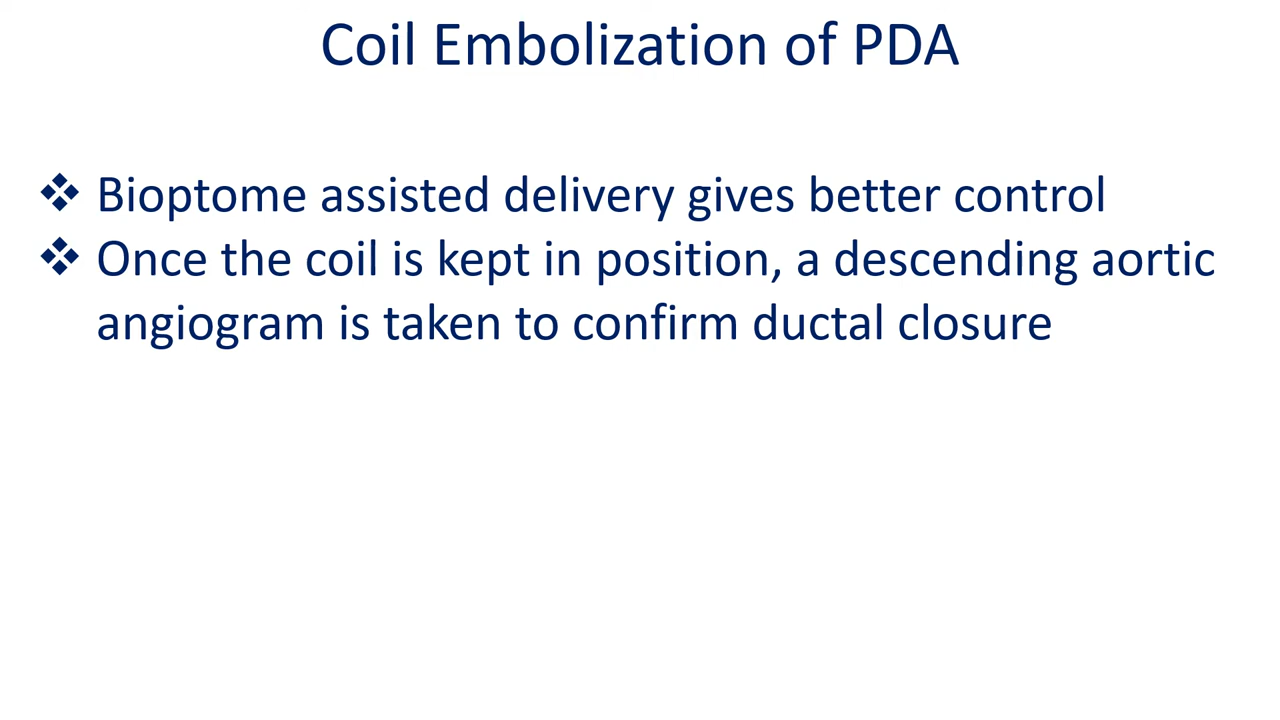 Coil Embolization of PDA
❖ Bioptome assisted delivery gives better control
❖ Once the coil is kept in position, a descending aortic
angiogram is taken to confirm ductal closure